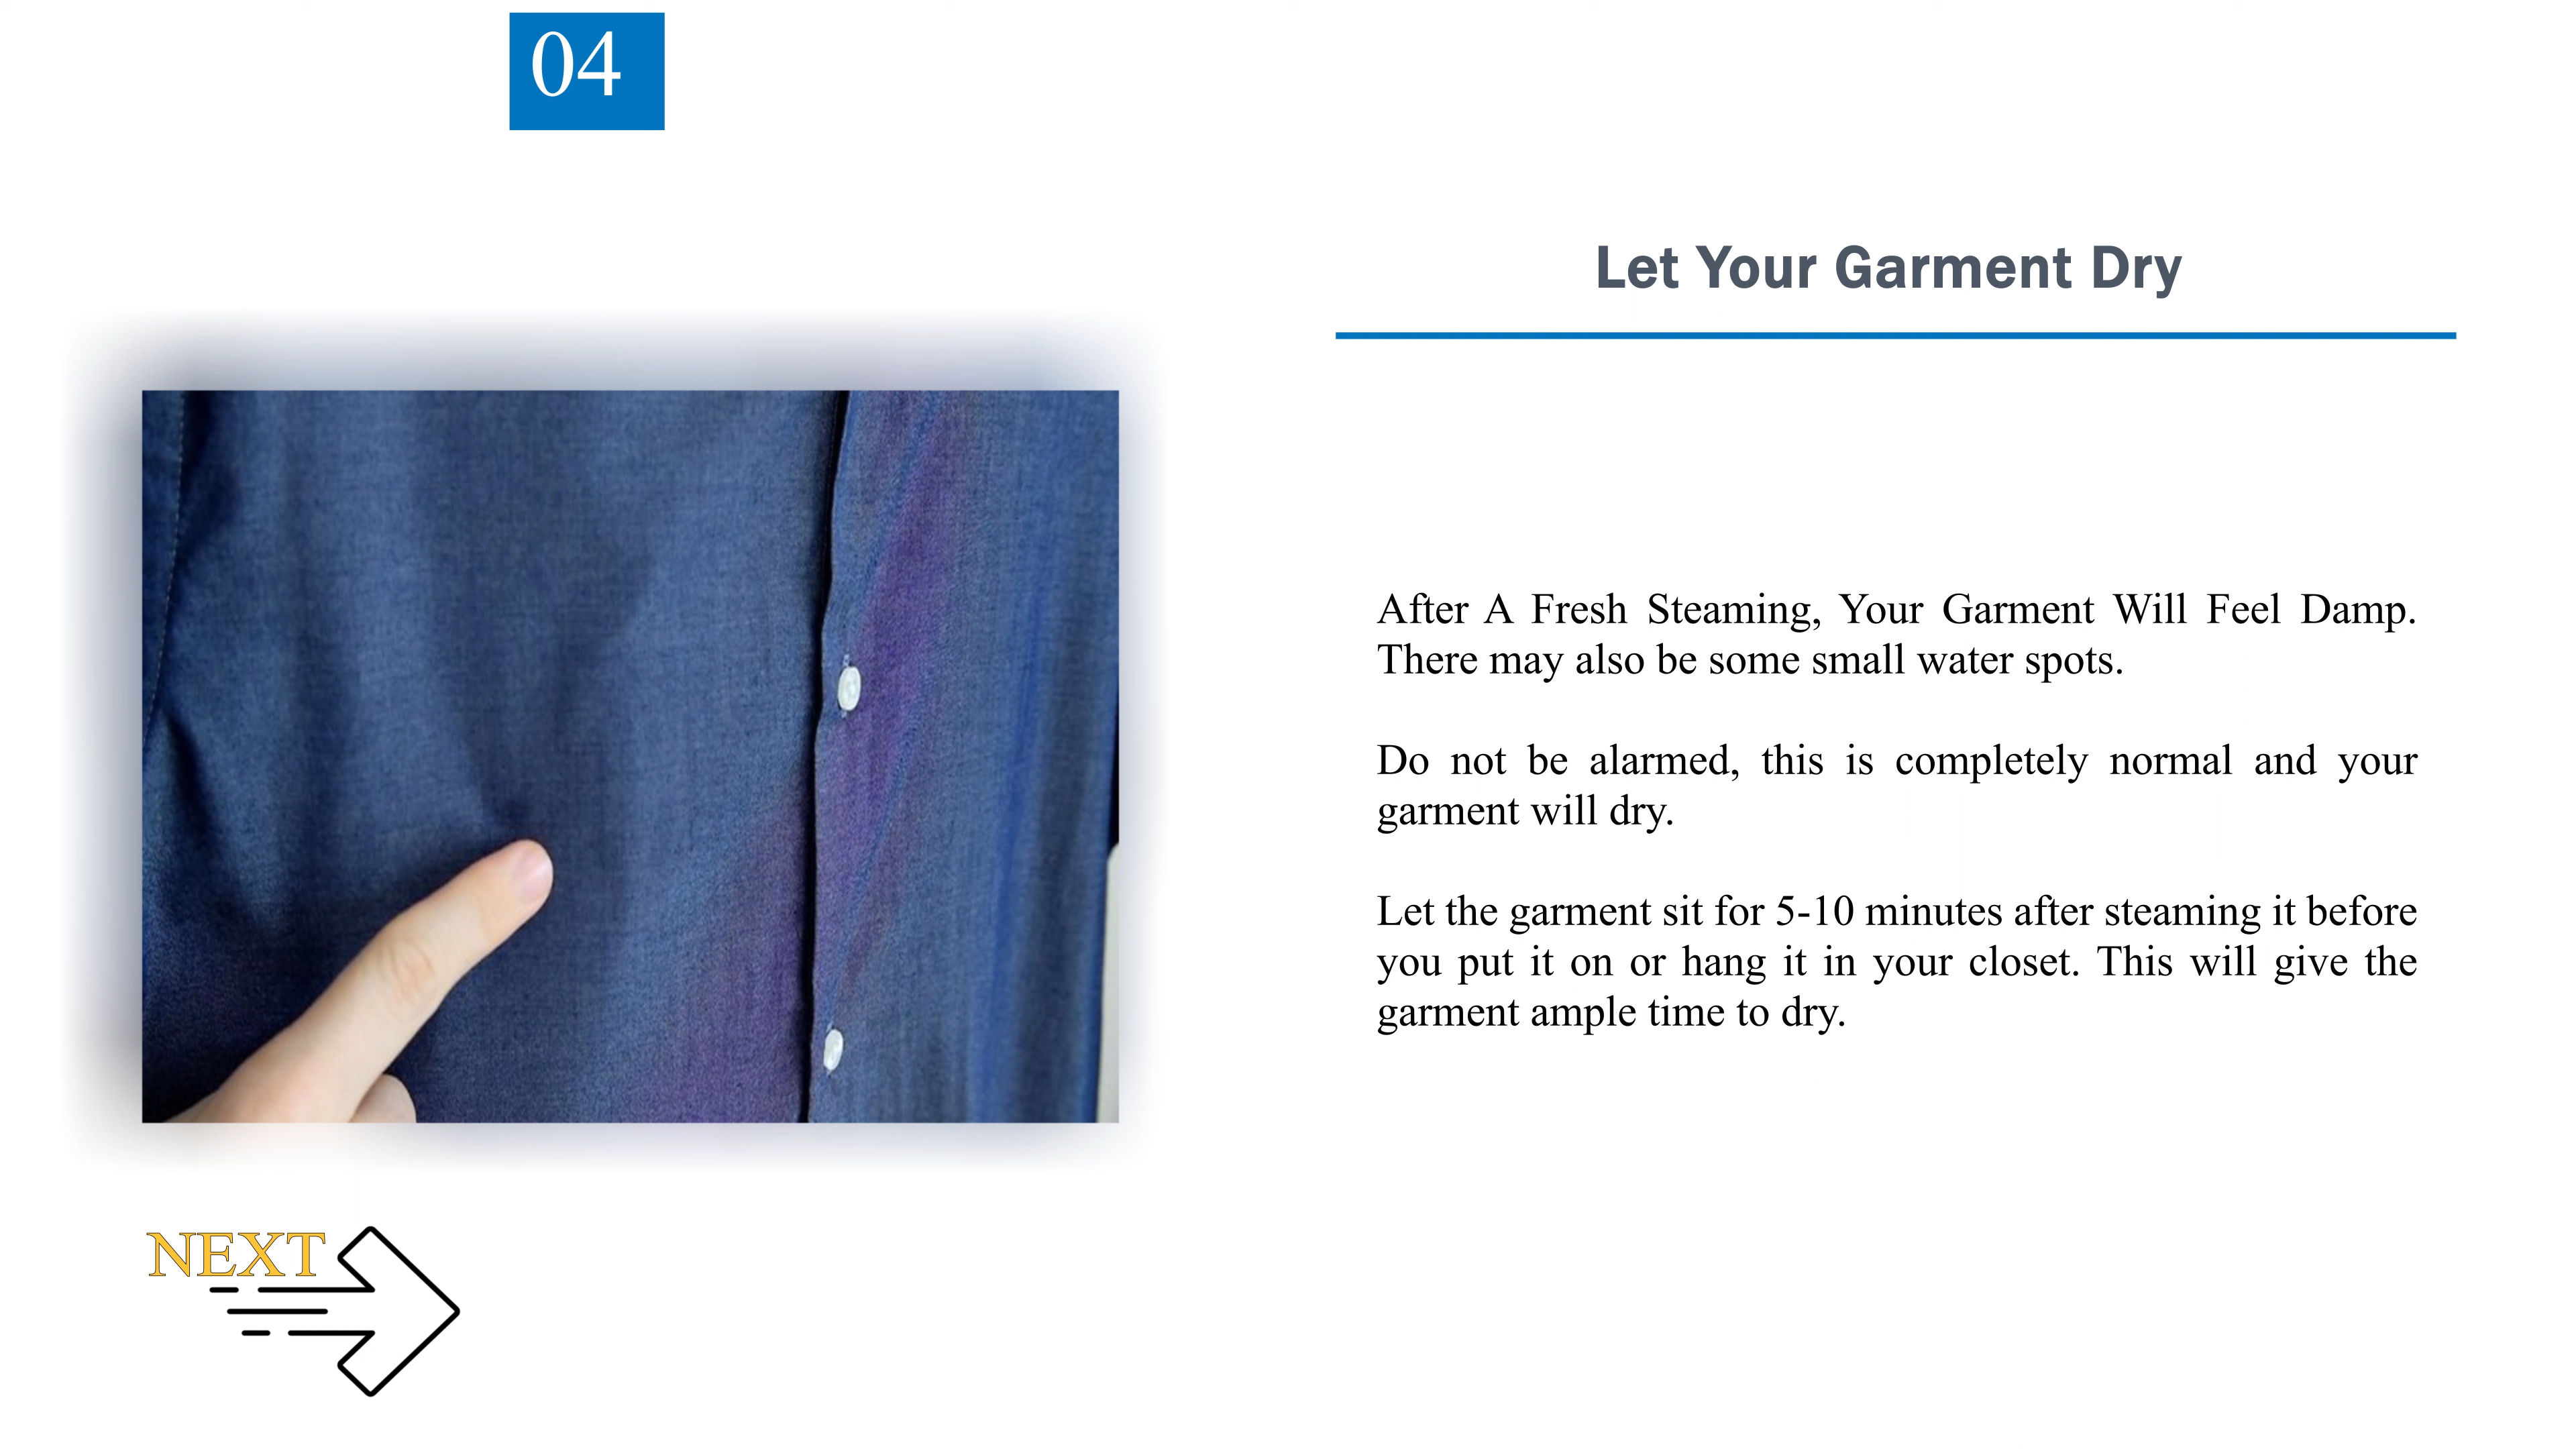 04
Let Your Garment Dry
After A Fresh Steaming, Your Garment Will Feel Damp.
There may also be some small water spots.
Do not be alarmed, this is completely normal and your
garment will dry.
Let the garment sit for 5-10 minutes after steaming it before
you put it on or hang it in your closet. This will give the
garment ample time to dry.
NEXT